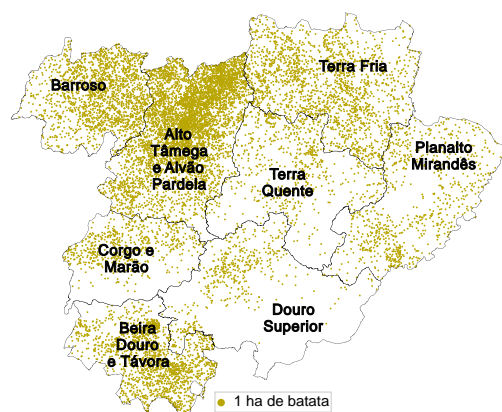 Terra Fria
Barroso
Alto
Tâmega
e Alvão
Pardela
Planalto
Mirandês
Terra
Quente
Corgo e
Marão
Douro
Superior
Beira
Douro
e Távora
1 ha de batata